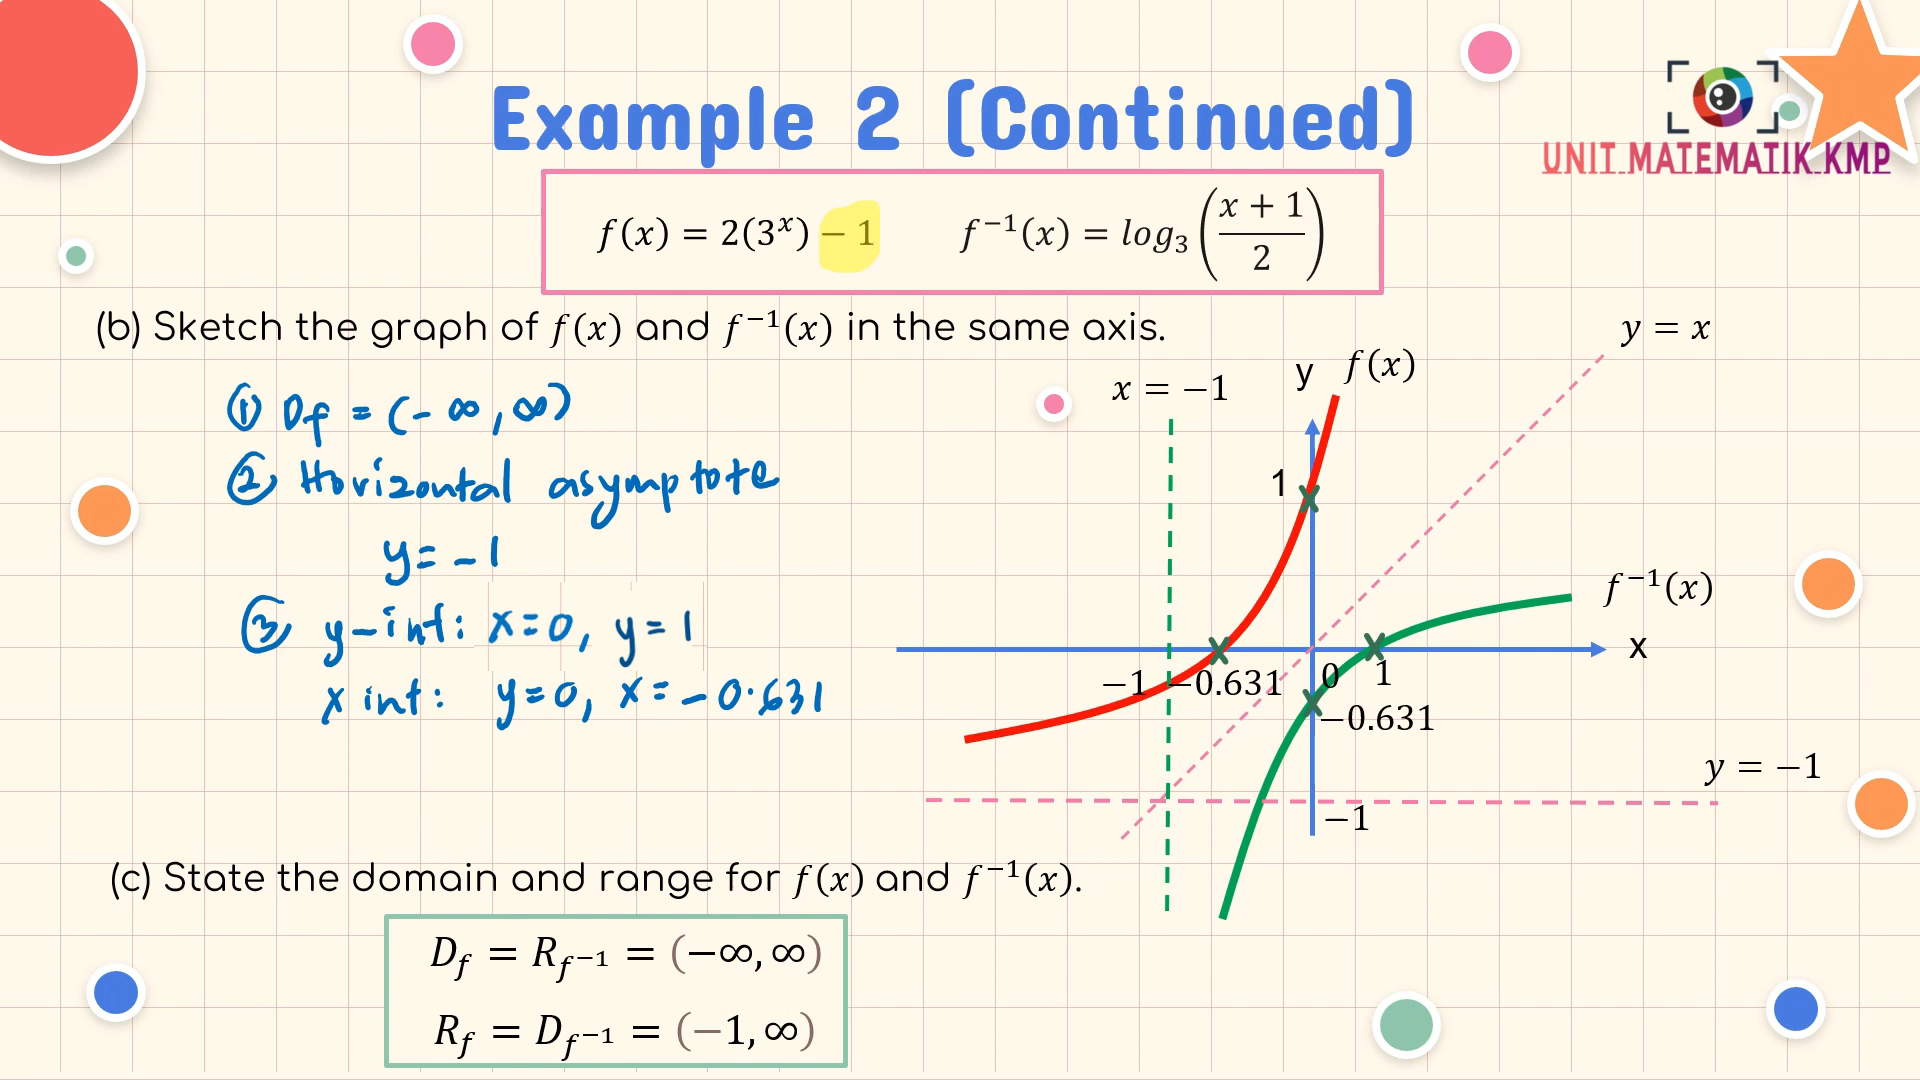 Example 2 (Continued)
UNIT MATEMATIK KMP
f(x) = 2(3ˣ) − 1
f⁻¹(x) = log₃((x + 1)/2)
(b) Sketch the graph of f(x) and f⁻¹(x) in the same axis.
① Df = (-∞, ∞)
② Horizontal asymptote
y = -1
③ y-int: x=0, y=1
x int: y=0, x=-0.631
y = x
x = −1
y
f(x)
1
f⁻¹(x)
x
−1
−0.631
0
1
−0.631
y = −1
−1
(c) State the domain and range for f(x) and f⁻¹(x).
D_f = R_f⁻¹ = (−∞, ∞)
R_f = D_f⁻¹ = (−1, ∞)